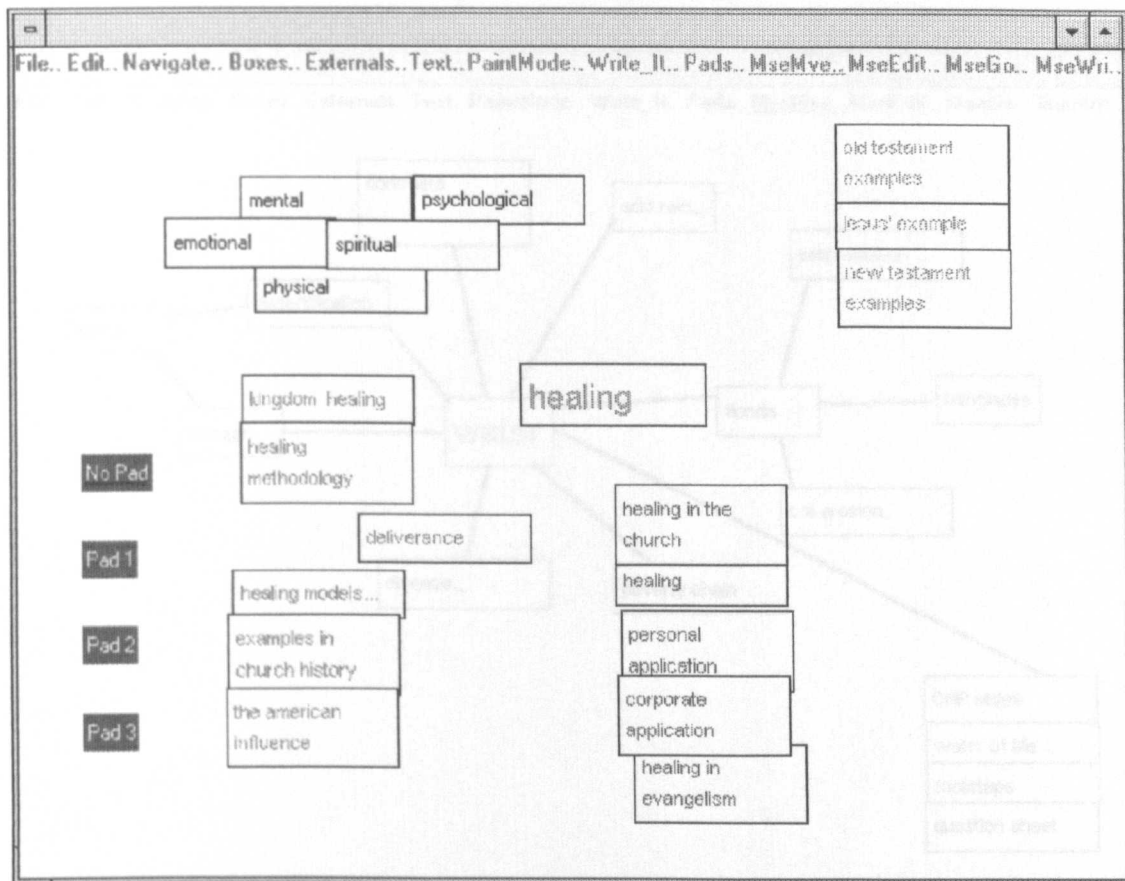 File.. Edit.. Navigate.. Boxes.. Externals.. Text.. PaintMode.. Write_It.. Pads.. MseMve.. MseEdit.. MseGo.. MseWri..
old testament
examples
jesus' example
new testament
examples
mental
psychological
emotional
spiritual
physical
healing
kingdom healing
healing
methodology
deliverance
healing models...
examples in
church history
the american
influence
No Pad
Pad 1
Pad 2
Pad 3
healing in the
church
healing
personal
application
corporate
application
healing in
evangelism
question sheet